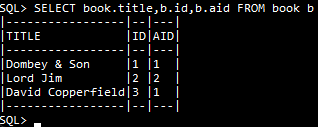 SQL> SELECT book.title,b.id,b.aid FROM book b
|-----------------|--|---|
|TITLE            |ID|AID|
|-----------------|--|---|
|Dombey & Son     |1 |1  |
|Lord Jim         |2 |2  |
|David Copperfield|3 |1  |
|-----------------|--|---|
SQL>